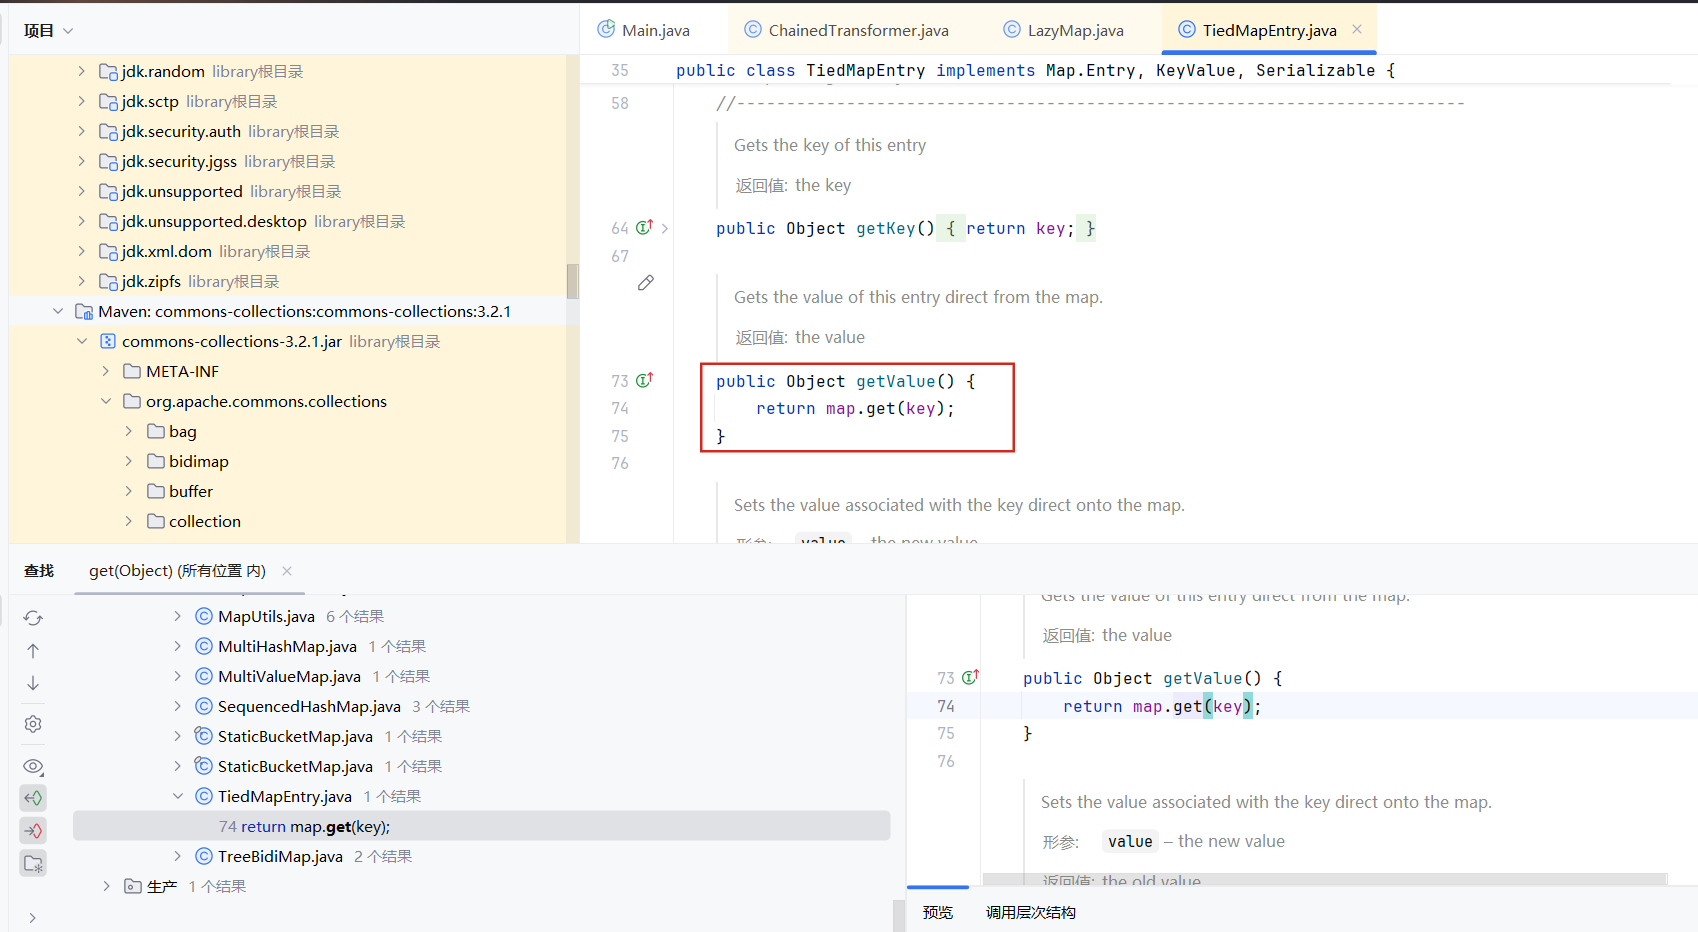 项目
jdk.random library根目录
jdk.sctp library根目录
jdk.security.auth library根目录
jdk.security.jgss library根目录
jdk.unsupported library根目录
jdk.unsupported.desktop library根目录
jdk.xml.dom library根目录
jdk.zipfs library根目录
Maven: commons-collections:commons-collections:3.2.1
commons-collections-3.2.1.jar library根目录
META-INF
org.apache.commons.collections
bag
bidimap
buffer
collection
Main.java
ChainedTransformer.java
LazyMap.java
TiedMapEntry.java
35 public class TiedMapEntry implements Map.Entry, KeyValue, Serializable {
58 //-------------------------------------------------------------------------
Gets the key of this entry
返回值: the key
64 public Object getKey() { return key; }
67
Gets the value of this entry direct from the map.
返回值: the value
73 public Object getValue() {
74 return map.get(key);
75 }
76
Sets the value associated with the key direct onto the map.
形参: value – the new value
查找 get(Object) (所有位置 内)
MapUtils.java 6 个结果
MultiHashMap.java 1 个结果
MultiValueMap.java 1 个结果
SequencedHashMap.java 3 个结果
StaticBucketMap.java 1 个结果
StaticBucketMap.java 1 个结果
TiedMapEntry.java 1 个结果
74 return map.get(key);
TreeBidiMap.java 2 个结果
生产 1 个结果
Gets the value of this entry direct from the map.
返回值: the value
73 public Object getValue() {
74 return map.get(key);
75 }
76
Sets the value associated with the key direct onto the map.
形参: value – the new value
返回值: the old value
预览 调用层次结构